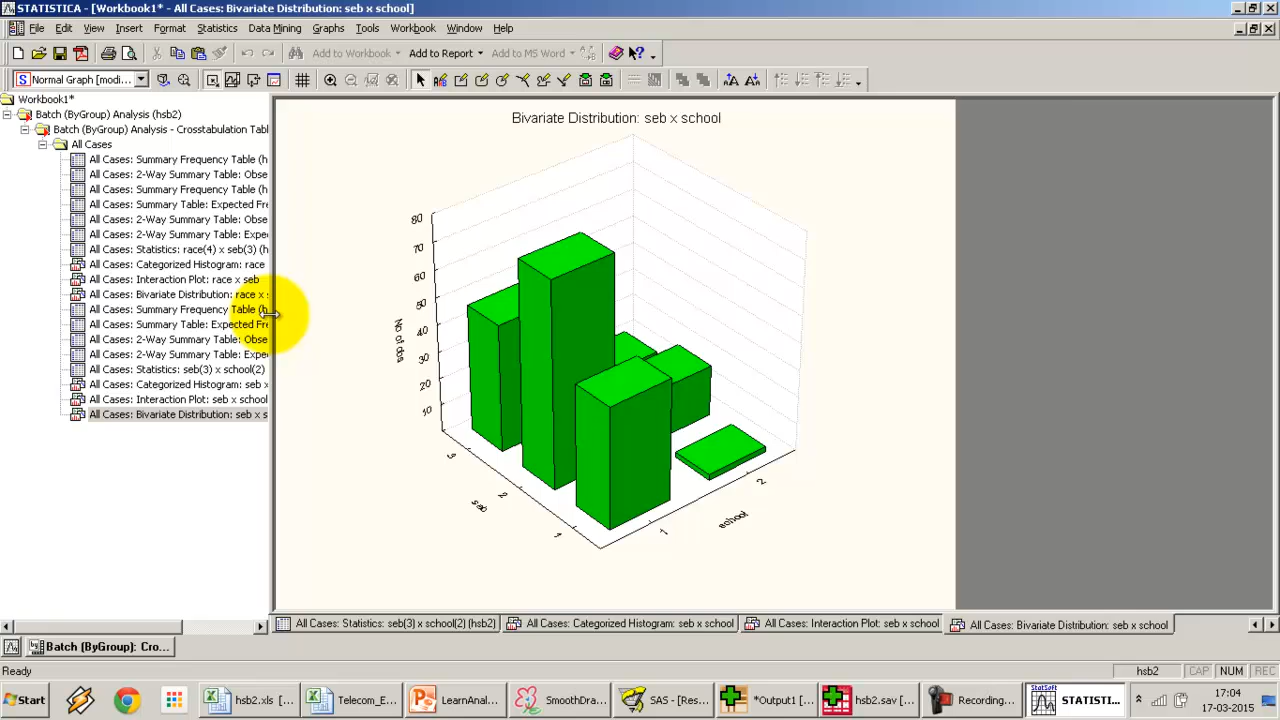 STATISTICA - [Workbook1* - All Cases: Bivariate Distribution: seb x school]
File Edit View Insert Format Statistics Data Mining Graphs Tools Workbook Window Help
Add to Workbook Add to Report Add to MS Word
Normal Graph [modi...
Workbook1*
Batch (ByGroup) Analysis (hsb2)
Batch (ByGroup) Analysis - Crosstabulation Tabl
All Cases
All Cases: Summary Frequency Table (h
All Cases: 2-Way Summary Table: Obse
All Cases: Summary Frequency Table (h
All Cases: Summary Table: Expected Fre
All Cases: 2-Way Summary Table: Obse
All Cases: 2-Way Summary Table: Expe
All Cases: Statistics: race(4) x seb(3) (h
All Cases: Categorized Histogram: race
All Cases: Interaction Plot: race x seb
All Cases: Bivariate Distribution: race x s
All Cases: Summary Frequency Table (h
All Cases: Summary Table: Expected Fre
All Cases: 2-Way Summary Table: Obse
All Cases: 2-Way Summary Table: Expe
All Cases: Statistics: seb(3) x school(2)
All Cases: Categorized Histogram: seb x
All Cases: Interaction Plot: seb x school
All Cases: Bivariate Distribution: seb x s
Bivariate Distribution: seb x school
80
70
60
50
40
30
20
10
No of obs
3
2
1
seb
1
2
school
All Cases: Statistics: seb(3) x school(2) (hsb2) All Cases: Categorized Histogram: seb x school All Cases: Interaction Plot: seb x school All Cases: Bivariate Distribution: seb x school
Batch (ByGroup): Cro...
Ready hsb2 CAP NUM REC
Start hsb2.xls [... Telecom_E... LearnAnal... SmoothDra... SAS - [Res... *Output1 [... hsb2.sav [... Recording... STATISTI...
17:04
17-03-2015